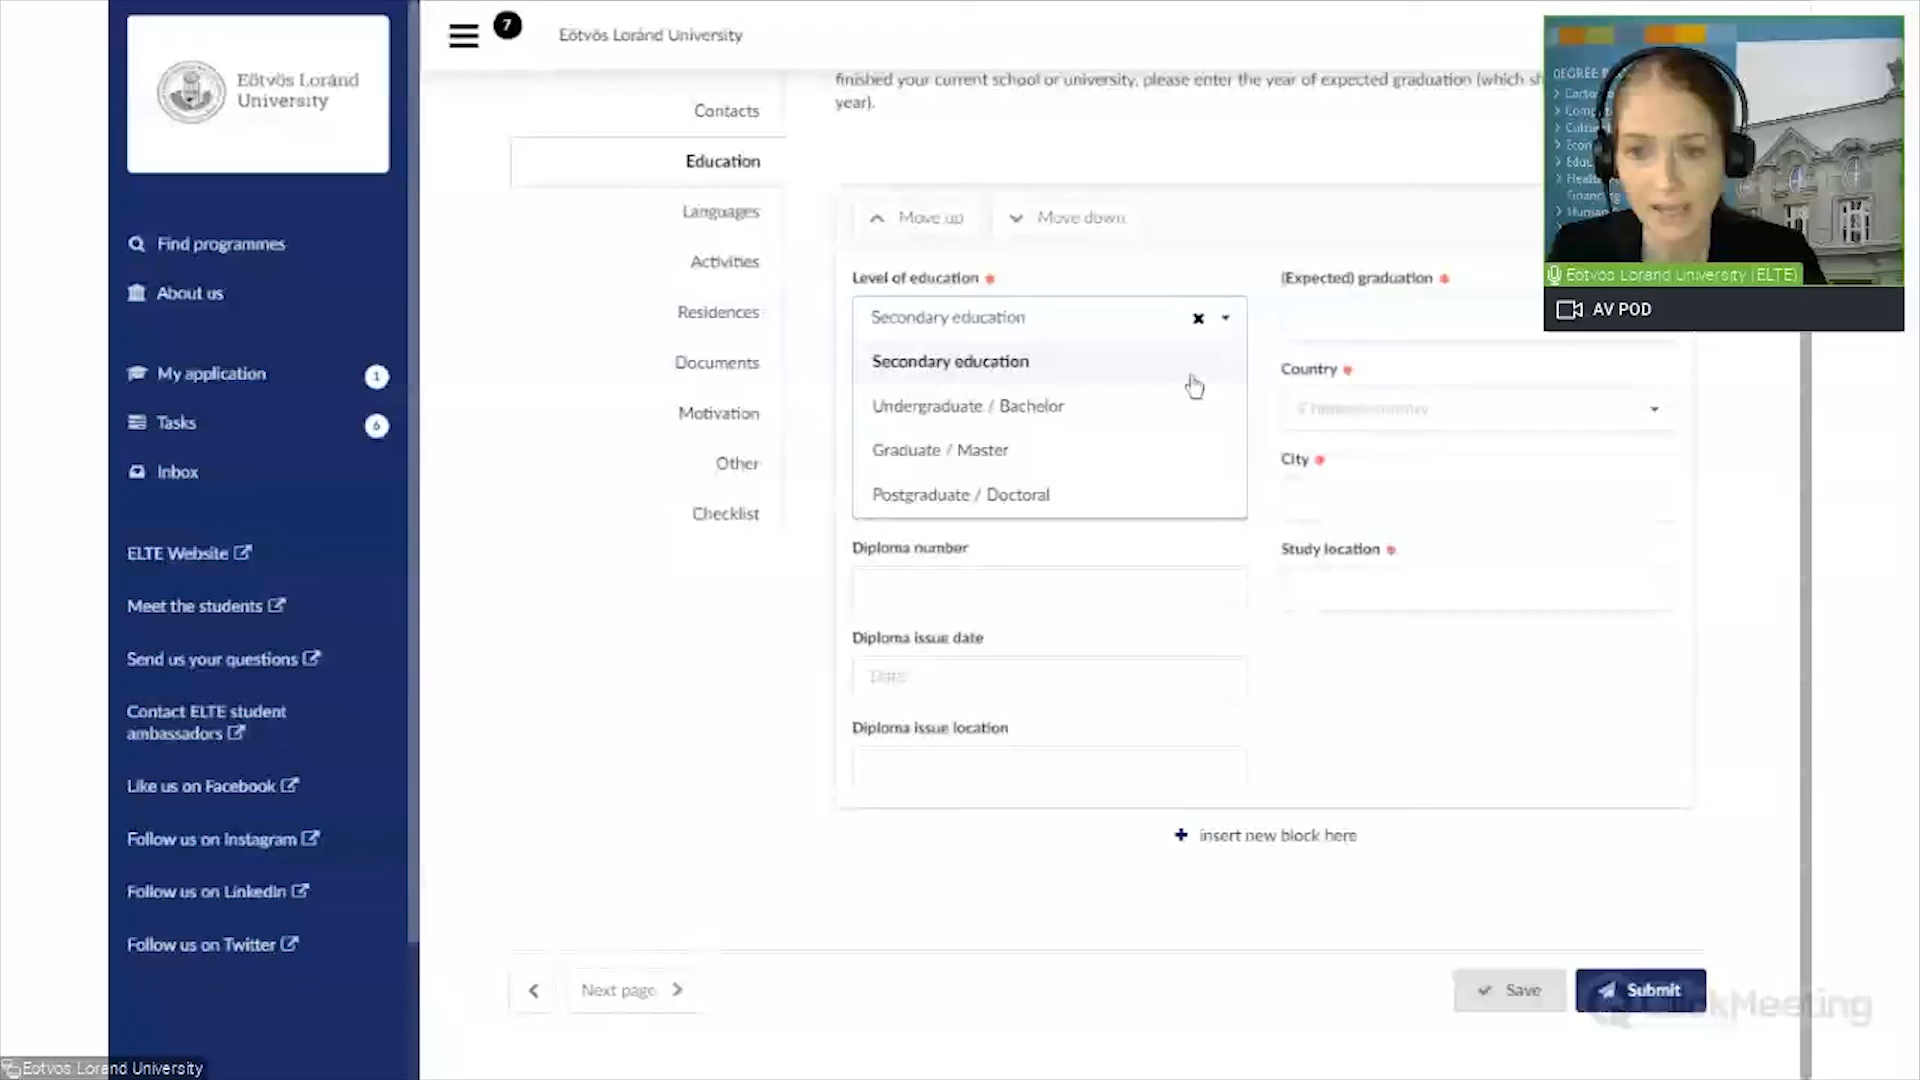 Eötvös Loránd
University
Find programmes
About us
My application
1
Tasks
6
Inbox
ELTE Website
Meet the students
Send us your questions
Contact ELTE student
ambassadors
Like us on Facebook
Follow us on Instagram
Follow us on LinkedIn
Follow us on Twitter
Eotvos Lorand University
7
Eötvös Loránd University
Contacts
Education
Languages
Activities
Residences
Documents
Motivation
Other
Checklist
finished your current school or university, please enter the year of expected graduation (which
year).
Move up
Move down
Level of education
Secondary education
Secondary education
Undergraduate / Bachelor
Graduate / Master
Postgraduate / Doctoral
Diploma number
Diploma issue date
Date
Diploma issue location
(Expected) graduation
Country
City
Study location
insert new block here
Next page
Save
Submit
DEGREE
Eotvos Lorand University (ELTE)
AV POD